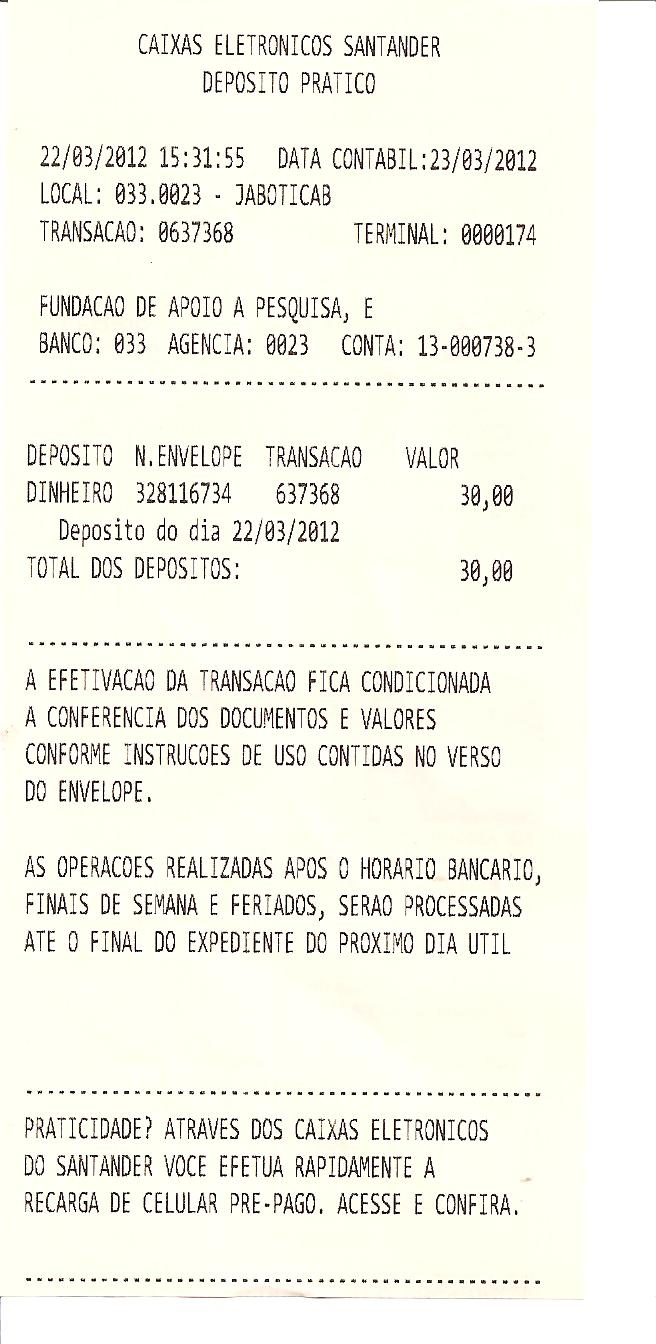 CAIXAS ELETRONICOS SANTANDER
DEPOSITO PRATICO
22/03/2012 15:31:55 DATA CONTABIL:23/03/2012
LOCAL: 033.0023 - JABOTICAB
TRANSACAO: 0637368 TERMINAL: 0000174
FUNDACAO DE APOIO A PESQUISA, E
BANCO: 033 AGENCIA: 0023 CONTA: 13-000738-3
DEPOSITO N.ENVELOPE TRANSACAO VALOR
DINHEIRO 328116734 637368 30,00
Deposito do dia 22/03/2012
TOTAL DOS DEPOSITOS: 30,00
A EFETIVACAO DA TRANSACAO FICA CONDICIONADA
A CONFERENCIA DOS DOCUMENTOS E VALORES
CONFORME INSTRUCOES DE USO CONTIDAS NO VERSO
DO ENVELOPE.
AS OPERACOES REALIZADAS APOS O HORARIO BANCARIO,
FINAIS DE SEMANA E FERIADOS, SERAO PROCESSADAS
ATE O FINAL DO EXPEDIENTE DO PROXIMO DIA UTIL
PRATICIDADE? ATRAVES DOS CAIXAS ELETRONICOS
DO SANTANDER VOCE EFETUA RAPIDAMENTE A
RECARGA DE CELULAR PRE-PAGO. ACESSE E CONFIRA.